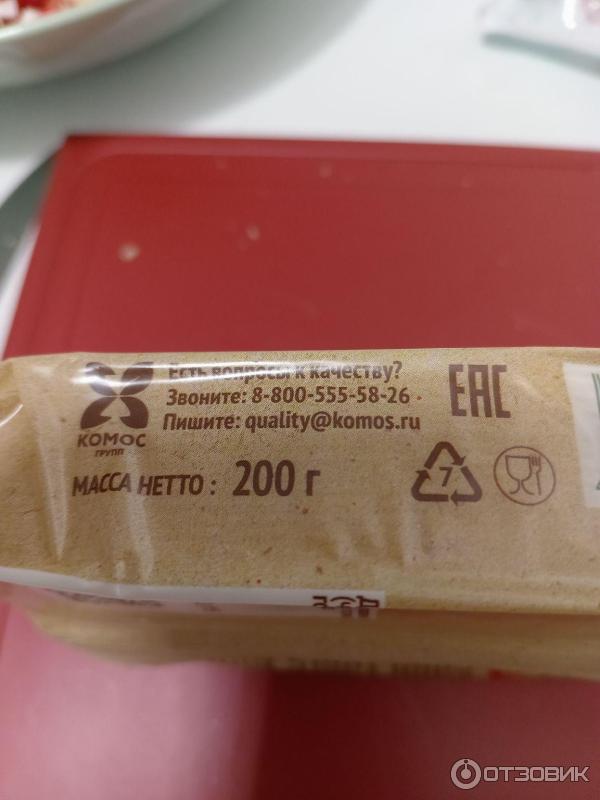 Есть вопросы к качеству?
Звоните: 8-800-555-58-26
Пишите: quality@komos.ru
ЕАС
КОМОС
ГРУПП
МАССА НЕТТО: 200 г
7
ОТЗОВИК